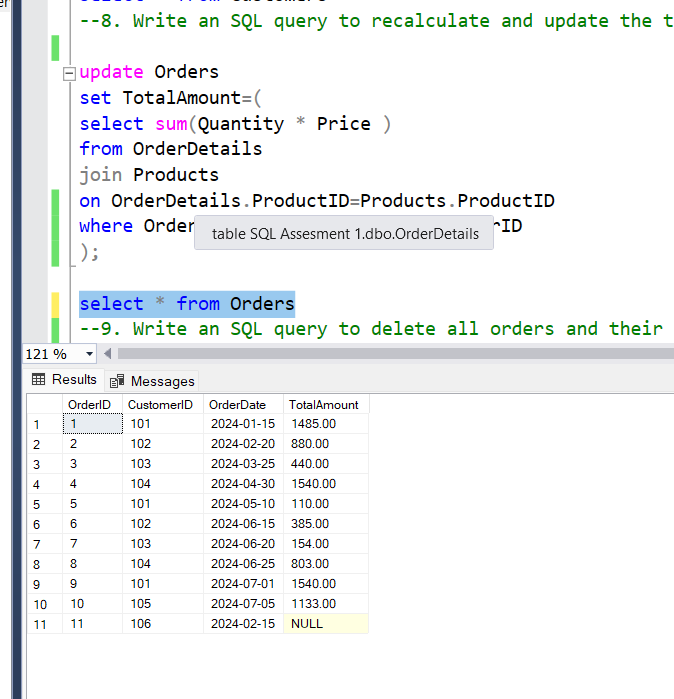 --8. Write an SQL query to recalculate and update the t
update Orders
set TotalAmount=(
select sum(Quantity * Price )
from OrderDetails
join Products
on OrderDetails.ProductID=Products.ProductID
where Order rID
table SQL Assesment 1.dbo.OrderDetails
);
select * from Orders
--9. Write an SQL query to delete all orders and their
121 %
Results Messages
OrderID CustomerID OrderDate TotalAmount
1 1 101 2024-01-15 1485.00
2 2 102 2024-02-20 880.00
3 3 103 2024-03-25 440.00
4 4 104 2024-04-30 1540.00
5 5 101 2024-05-10 110.00
6 6 102 2024-06-15 385.00
7 7 103 2024-06-20 154.00
8 8 104 2024-06-25 803.00
9 9 101 2024-07-01 1540.00
10 10 105 2024-07-05 1133.00
11 11 106 2024-02-15 NULL